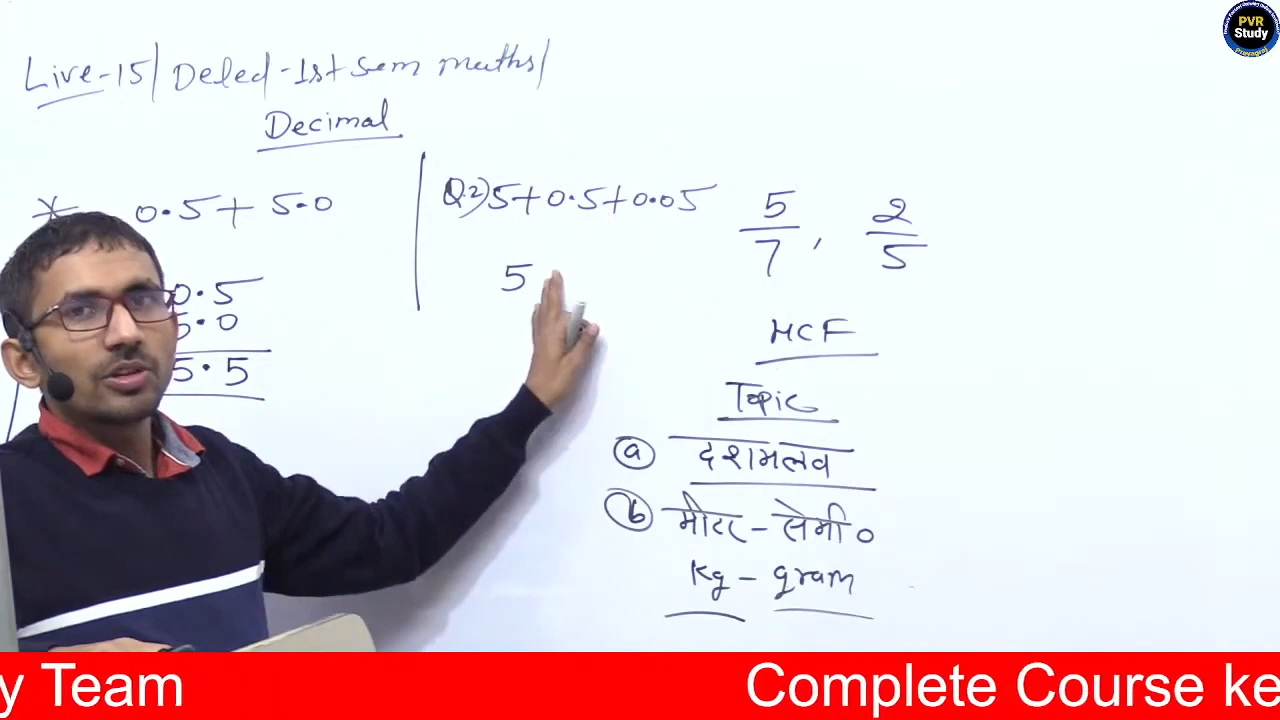 Live-15/ Deled-1st sem maths/
Decimal
* 0.5 + 5.0
0.5
5.0
5.5
Q.2) 5+0.5+0.05
5
5/7 , 2/5
HCF
Topic
(a) दशमलव
(b) मीटर - सेमी०
Kg - gram
PVR
Study
Prayagraj
y Team Complete Course ke